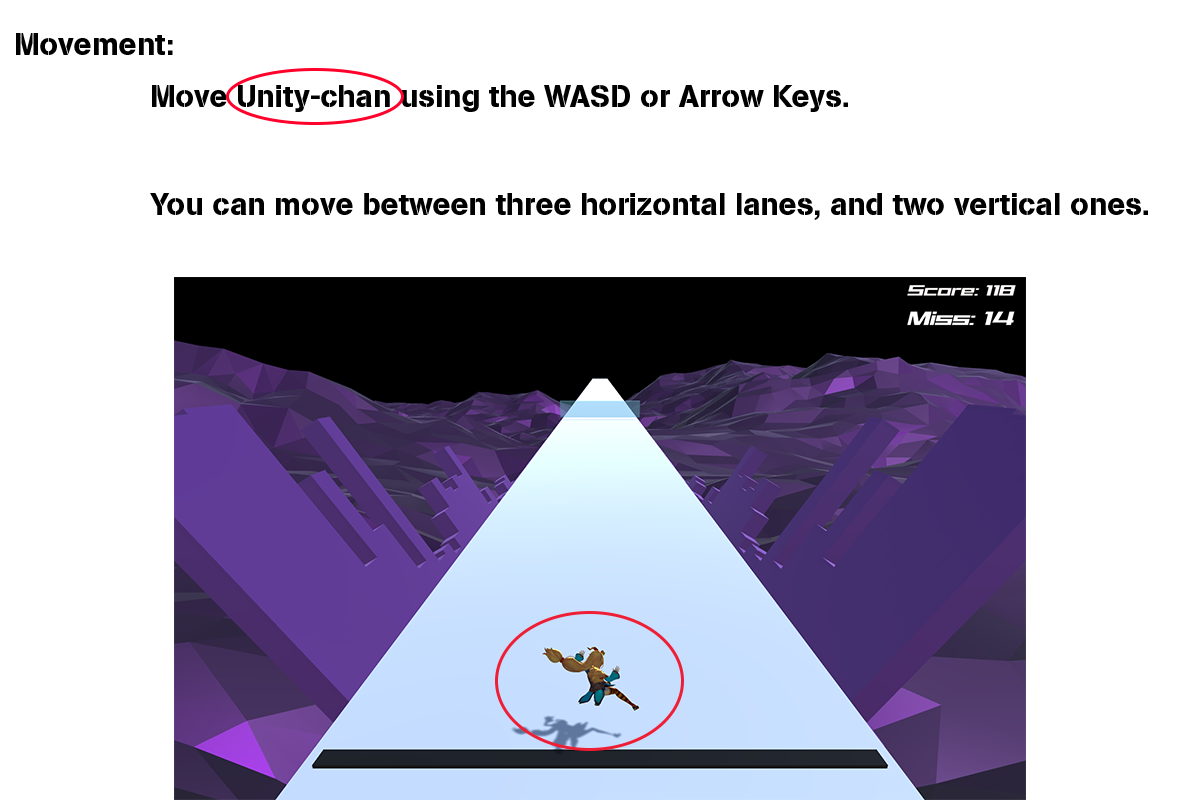 Movement:
Move Unity-chan using the WASD or Arrow Keys.
You can move between three horizontal lanes, and two vertical ones.
Score: 118
Miss: 14